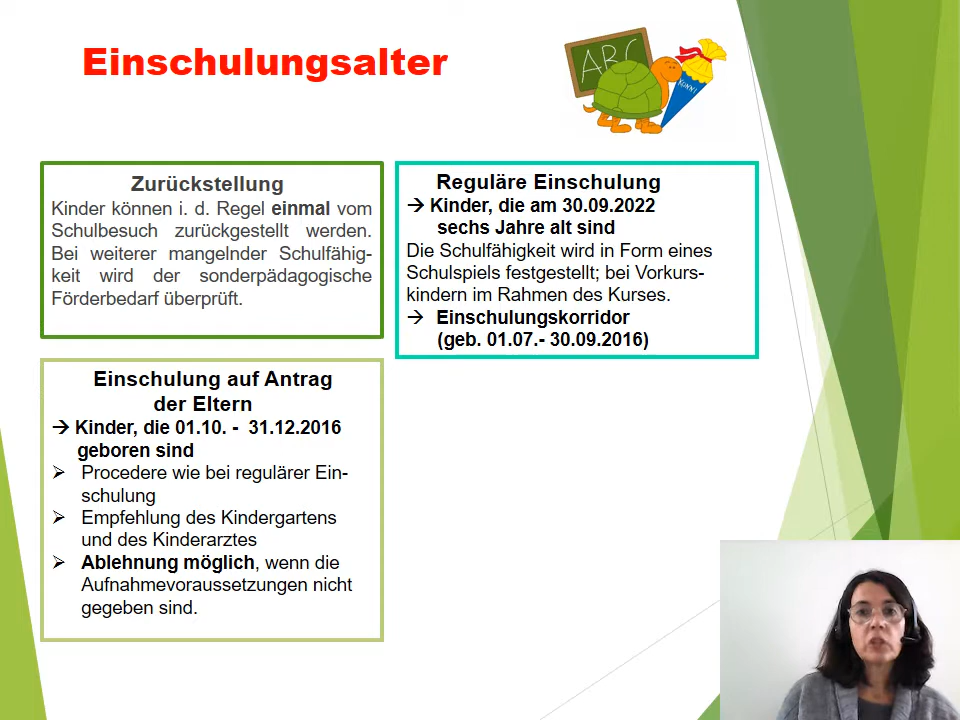 Einschulungsalter
ABC
Zurückstellung
Kinder können i. d. Regel einmal vom
Schulbesuch zurückgestellt werden.
Bei weiterer mangelnder Schulfähig-
keit wird der sonderpädagogische
Förderbedarf überprüft.
Reguläre Einschulung
→ Kinder, die am 30.09.2022
sechs Jahre alt sind
Die Schulfähigkeit wird in Form eines
Schulspiels festgestellt; bei Vorkurs-
kindern im Rahmen des Kurses.
→ Einschulungskorridor
(geb. 01.07.- 30.09.2016)
Einschulung auf Antrag
der Eltern
→ Kinder, die 01.10. - 31.12.2016
geboren sind
➢ Procedere wie bei regulärer Ein-
schulung
➢ Empfehlung des Kindergartens
und des Kinderarztes
➢ Ablehnung möglich, wenn die
Aufnahmevoraussetzungen nicht
gegeben sind.